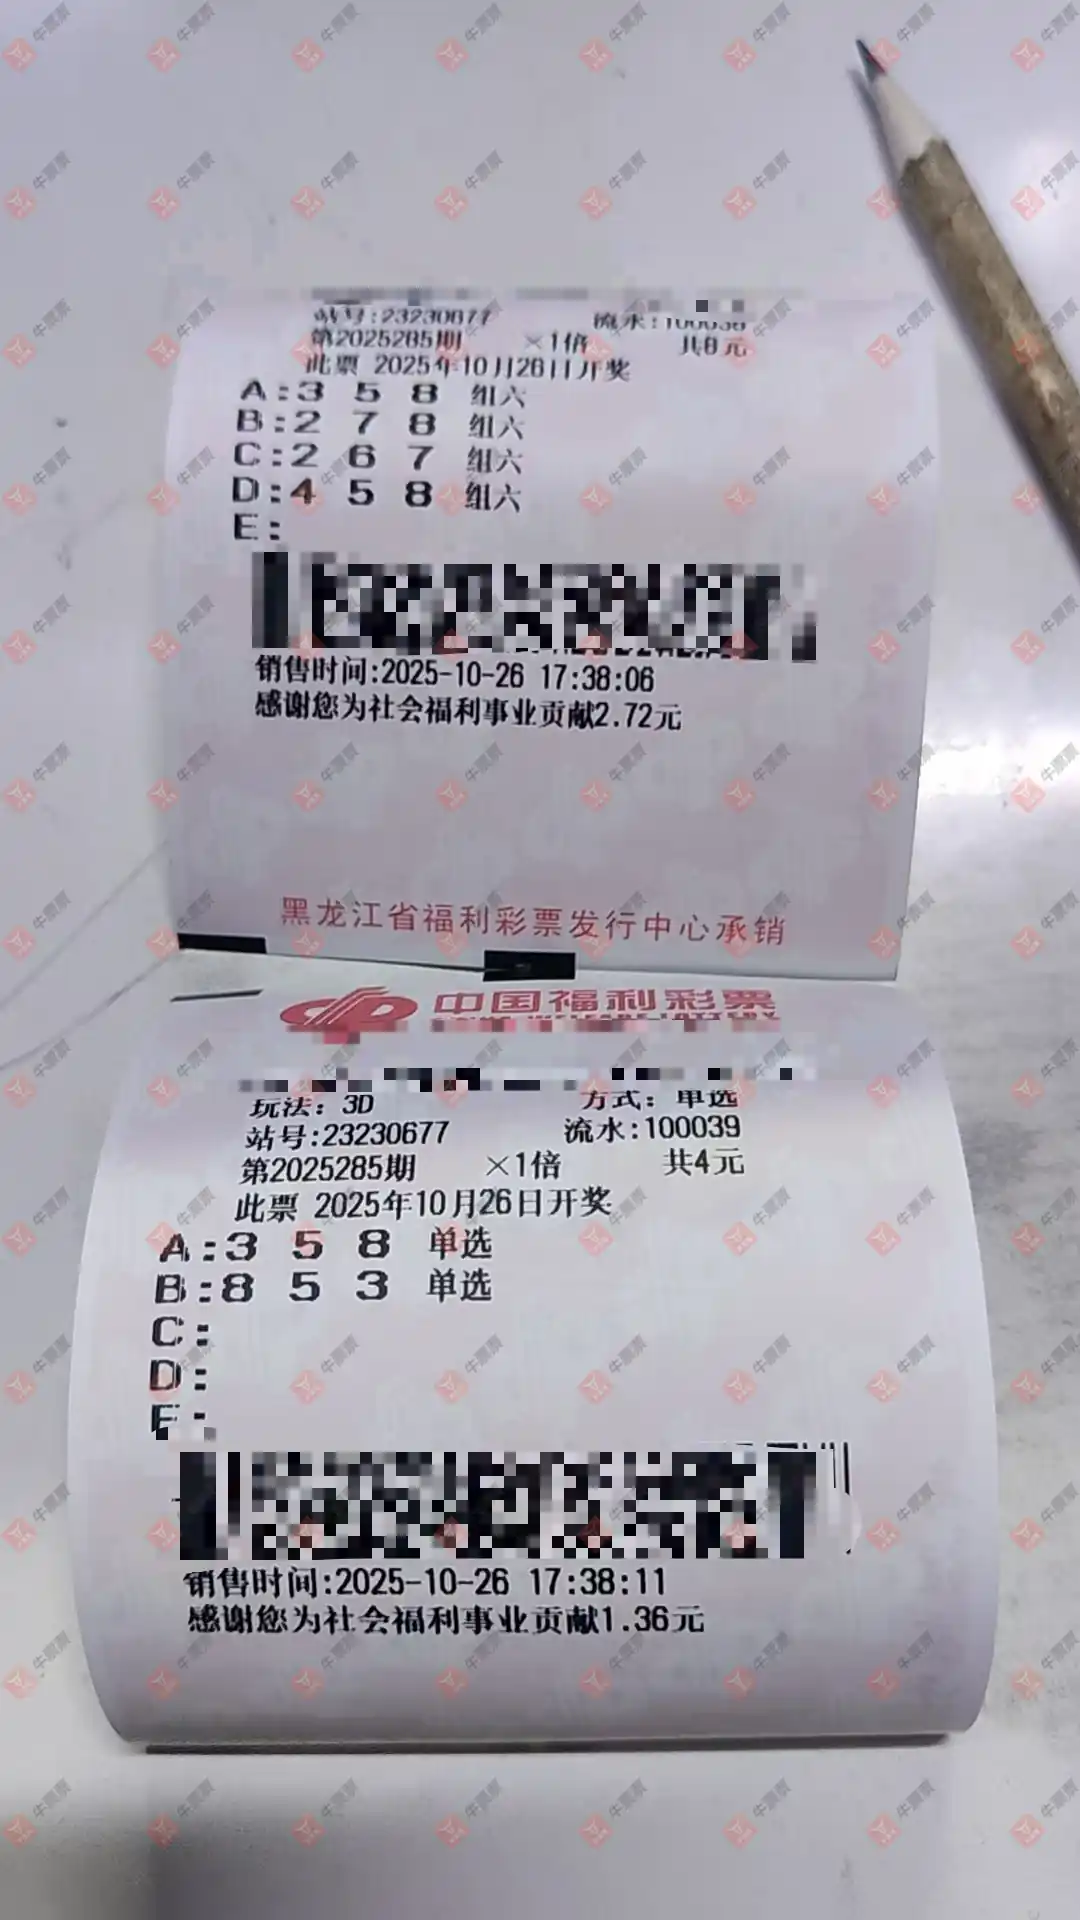 站号:23230677 流水:100038
第2025285期 ×1倍 共8元
此票 2025年10月26日开奖
A:3 5 8 组六
B:2 7 8 组六
C:2 6 7 组六
D:4 5 8 组六
E:
销售时间:2025-10-26 17:38:06
感谢您为社会福利事业贡献2.72元
黑龙江省福利彩票发行中心承销
中国福利彩票
玩法: 3D 方式: 单选
站号:23230677 流水:100039
第2025285期 ×1倍 共4元
此票 2025年10月26日开奖
A:3 5 8 单选
B:8 5 3 单选
C:
D:
E:
销售时间:2025-10-26 17:38:11
感谢您为社会福利事业贡献1.36元
牛票票